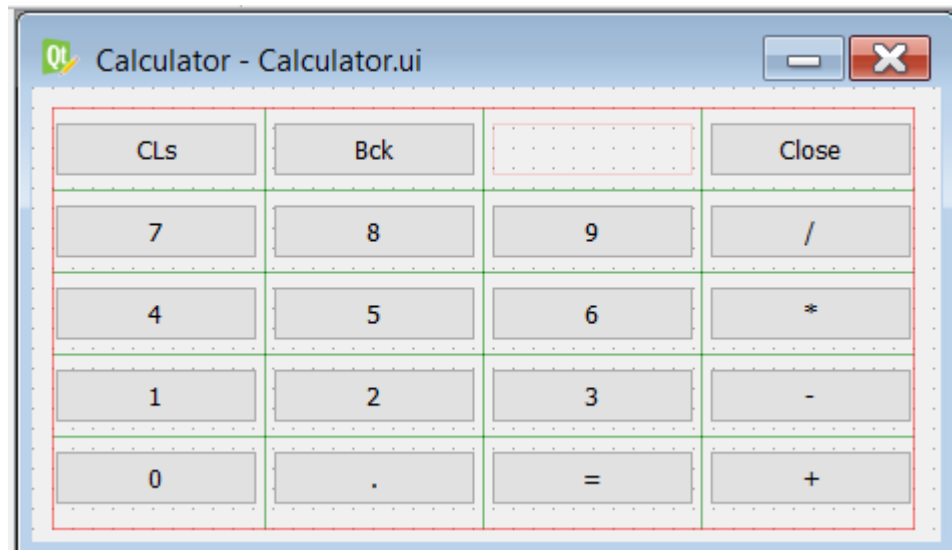 Qt Calculator - Calculator.ui
CLs Bck Close
7 8 9 /
4 5 6 *
1 2 3 -
0 . = +